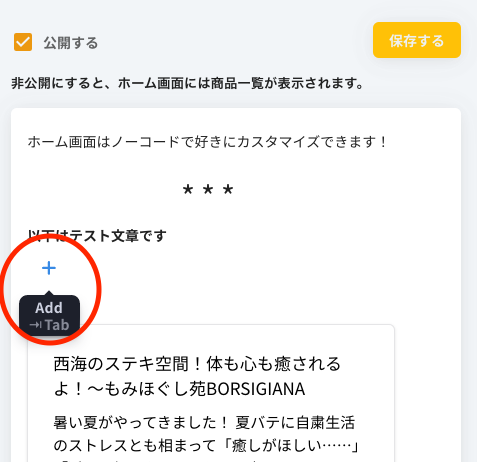 公開する
保存する
非公開にすると、ホーム画面には商品一覧が表示されます。
ホーム画面はノーコードで好きにカスタマイズできます！
* * *
以下はテスト文章です
+
Add
⇥ Tab
西海のステキ空間！体も心も癒される
よ！〜もみほぐし苑BORSIGIANA
暑い夏がやってきました！ 夏バテに自粛生活
のストレスとも相まって「癒しがほしい……」